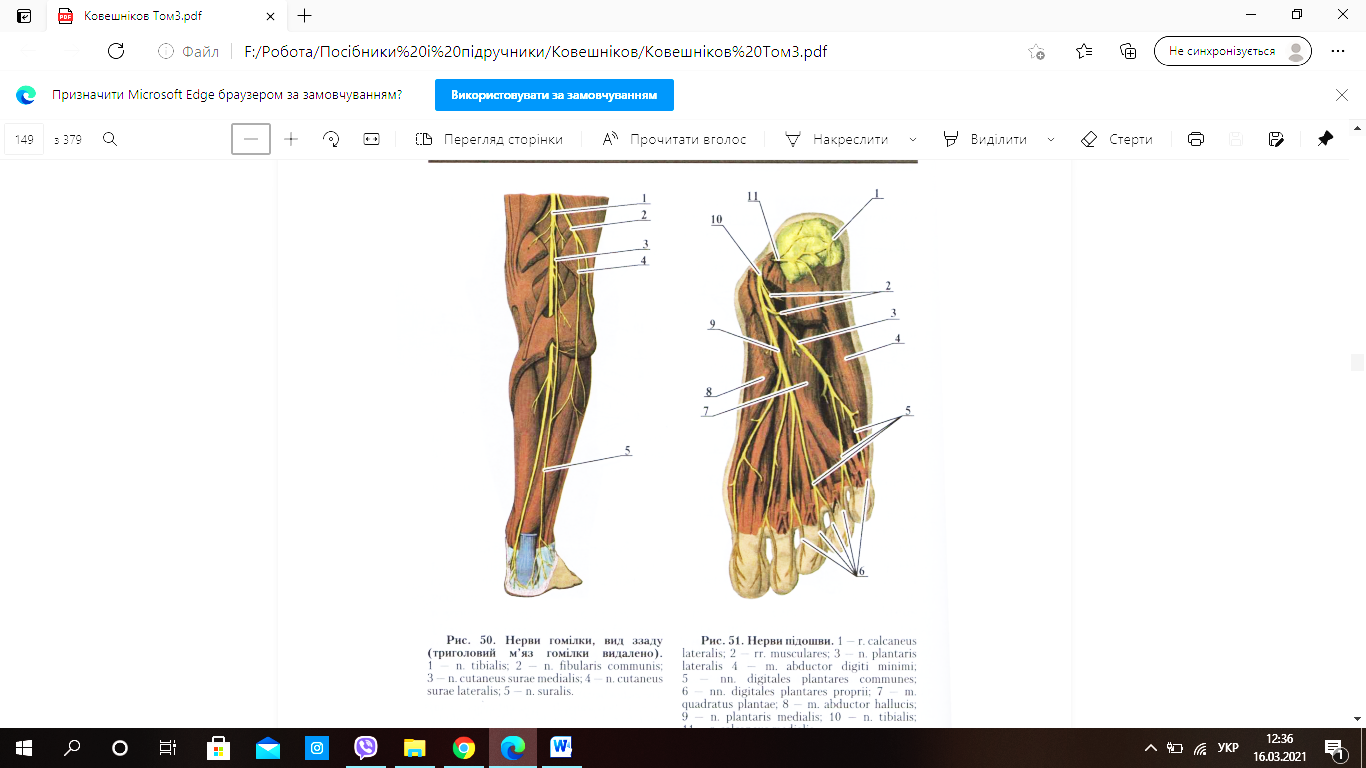 Ковешніков Том3.pdf
Файл
F:/Робота/Посібники%20і%20підручники/Ковешніков/Ковешніков%20Том3.pdf
Не синхронізується
Призначити Microsoft Edge браузером за замовчуванням?
Використовувати за замовчуванням
149 з 379
Перегляд сторінки
Прочитати вголос
Накреслити
Виділити
Стерти
1
2
3
4
5
11
1
10
2
3
9
4
8
7
5
6
Рис. 50. Нерви гомілки, вид ззаду
(триголовий м'яз гомілки видалено).
1 — n. tibialis; 2 — n. fibularis communis;
3 — n. cutaneus surae medialis; 4 — n. cutaneus
surae lateralis; 5 — n. suralis.
Рис. 51. Нерви підошви. 1 — r. calcaneus
lateralis; 2 — rr. musculares; 3 — n. plantaris
lateralis 4 — m. abductor digiti minimi;
5 — nn. digitales plantares communes;
6 — nn. digitales plantares proprii; 7 — m.
quadratus plantae; 8 — m. abductor hallucis;
9 — n. plantaris medialis; 10 — n. tibialis;
УКР
12:36
16.03.2021
1